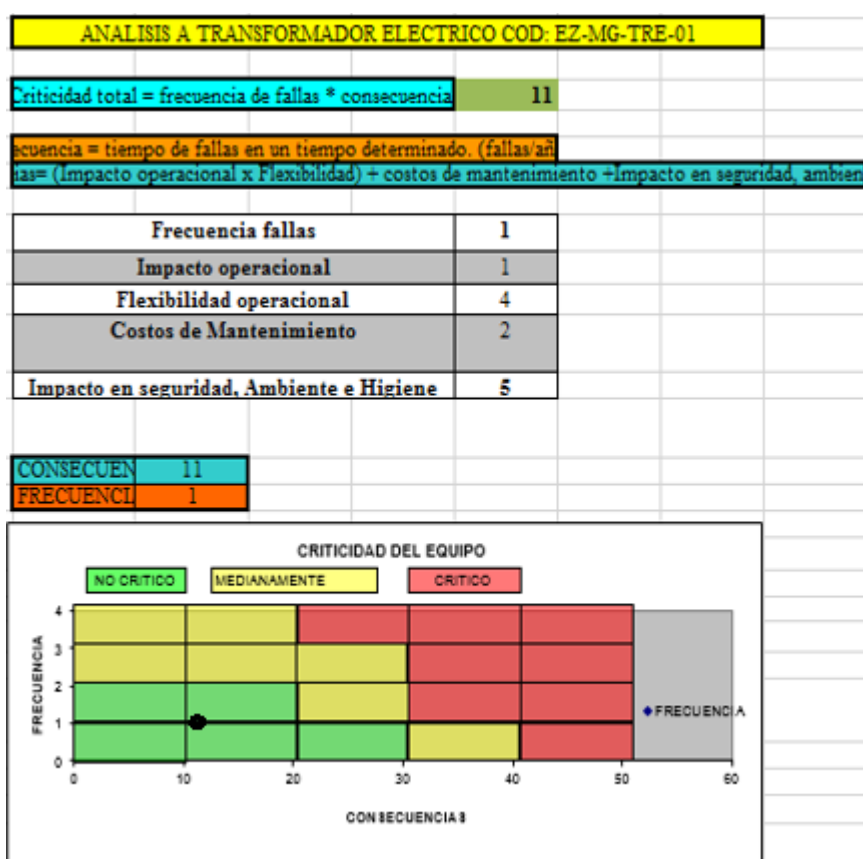 ANALISIS A TRANSFORMADOR ELECTRICO COD: EZ-MG-TRE-01
Criticidad total = frecuencia de fallas * consecuencia 11
ecuencia = tiempo de fallas en un tiempo determinado. (fallas/añ
ias= (Impacto operacional x Flexibilidad) + costos de mantenimiento +Impacto en seguridad, ambien
Frecuencia fallas 1
Impacto operacional 1
Flexibilidad operacional 4
Costos de Mantenimiento 2
Impacto en seguridad, Ambiente e Higiene 5
CONSECUEN 11
FRECUENCI 1
CRITICIDAD DEL EQUIPO
NO CRITICO MEDIANAMENTE CRITICO
4
3
2
1
0
FRECUENCIA
FRECUENCIA
0 10 20 30 40 50 60
CONSECUENCIAS